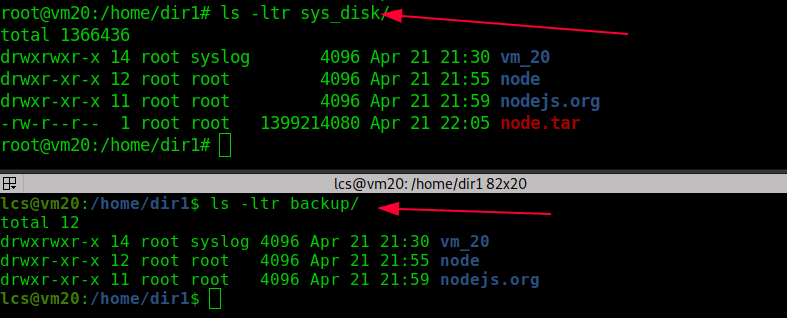 root@vm20:/home/dir1# ls -ltr sys_disk/
total 1366436
drwxrwxr-x 14 root syslog 4096 Apr 21 21:30 vm_20
drwxr-xr-x 12 root root 4096 Apr 21 21:55 node
drwxr-xr-x 11 root root 4096 Apr 21 21:59 nodejs.org
-rw-r--r-- 1 root root 1399214080 Apr 21 22:05 node.tar
root@vm20:/home/dir1#
lcs@vm20: /home/dir1 82x20
lcs@vm20:/home/dir1$ ls -ltr backup/
total 12
drwxrwxr-x 14 root syslog 4096 Apr 21 21:30 vm_20
drwxr-xr-x 12 root root 4096 Apr 21 21:55 node
drwxr-xr-x 11 root root 4096 Apr 21 21:59 nodejs.org
lcs@vm20:/home/dir1$